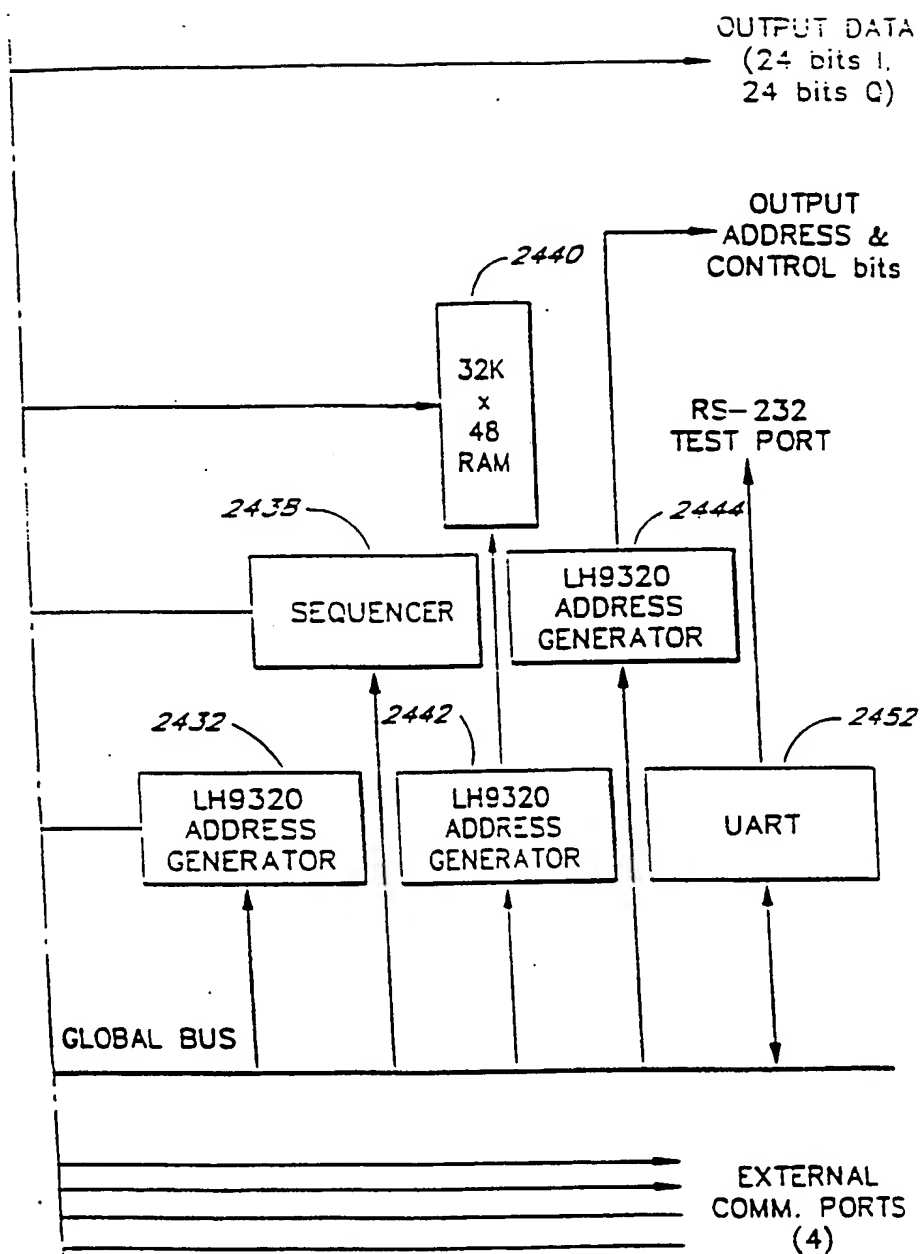 OUTPUT DATA
(24 bits I,
24 bits Q)
OUTPUT
ADDRESS &
CONTROL bits
2440
32K
x
48
RAM
RS-232
TEST PORT
2438
SEQUENCER
2444
LH9320
ADDRESS
GENERATOR
2432
LH9320
ADDRESS
GENERATOR
2442
LH9320
ADDRESS
GENERATOR
2452
UART
GLOBAL BUS
EXTERNAL
COMM. PORTS
(4)